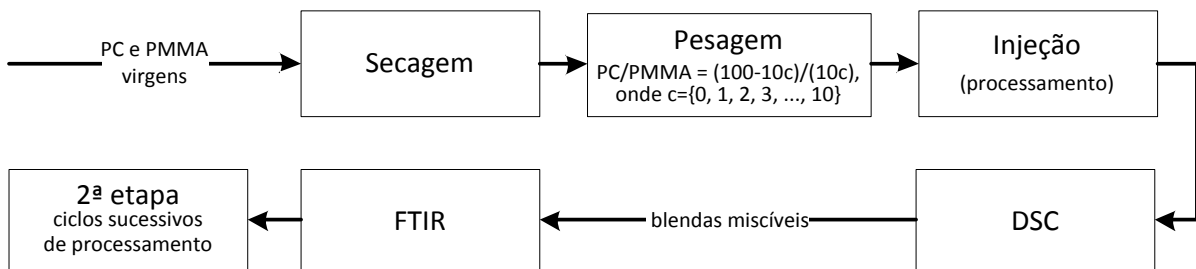 PC e PMMA
virgens
Secagem
Pesagem
PC/PMMA = (100-10c)/(10c),
onde c={0, 1, 2, 3, ..., 10}
Injeção
(processamento)
DSC
blendas miscíveis
FTIR
2ª etapa
ciclos sucessivos
de processamento